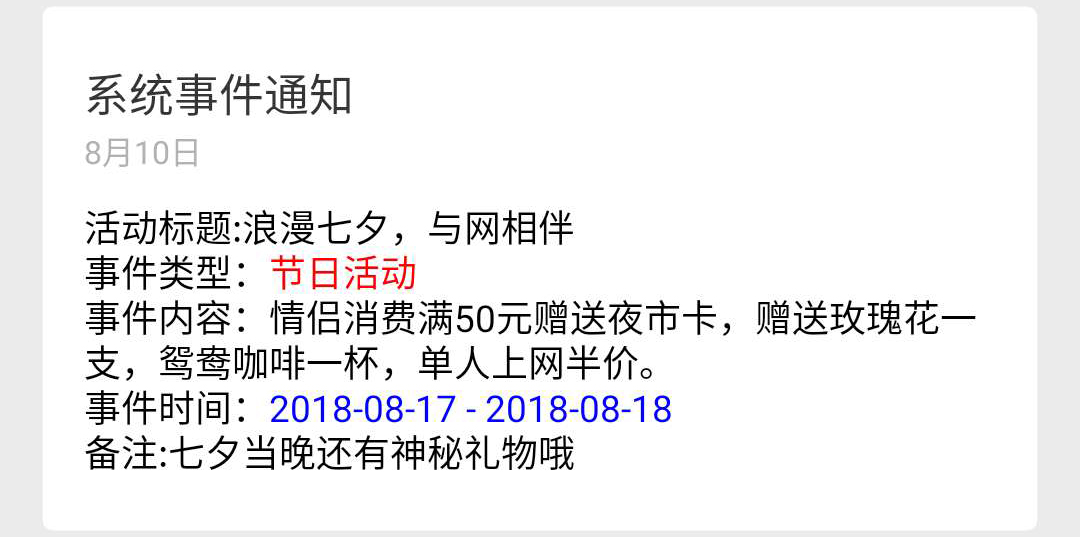 系统事件通知
8月10日
活动标题:浪漫七夕，与网相伴
事件类型：节日活动
事件内容：情侣消费满50元赠送夜市卡，赠送玫瑰花一
支，鸳鸯咖啡一杯，单人上网半价。
事件时间：2018-08-17 - 2018-08-18
备注:七夕当晚还有神秘礼物哦